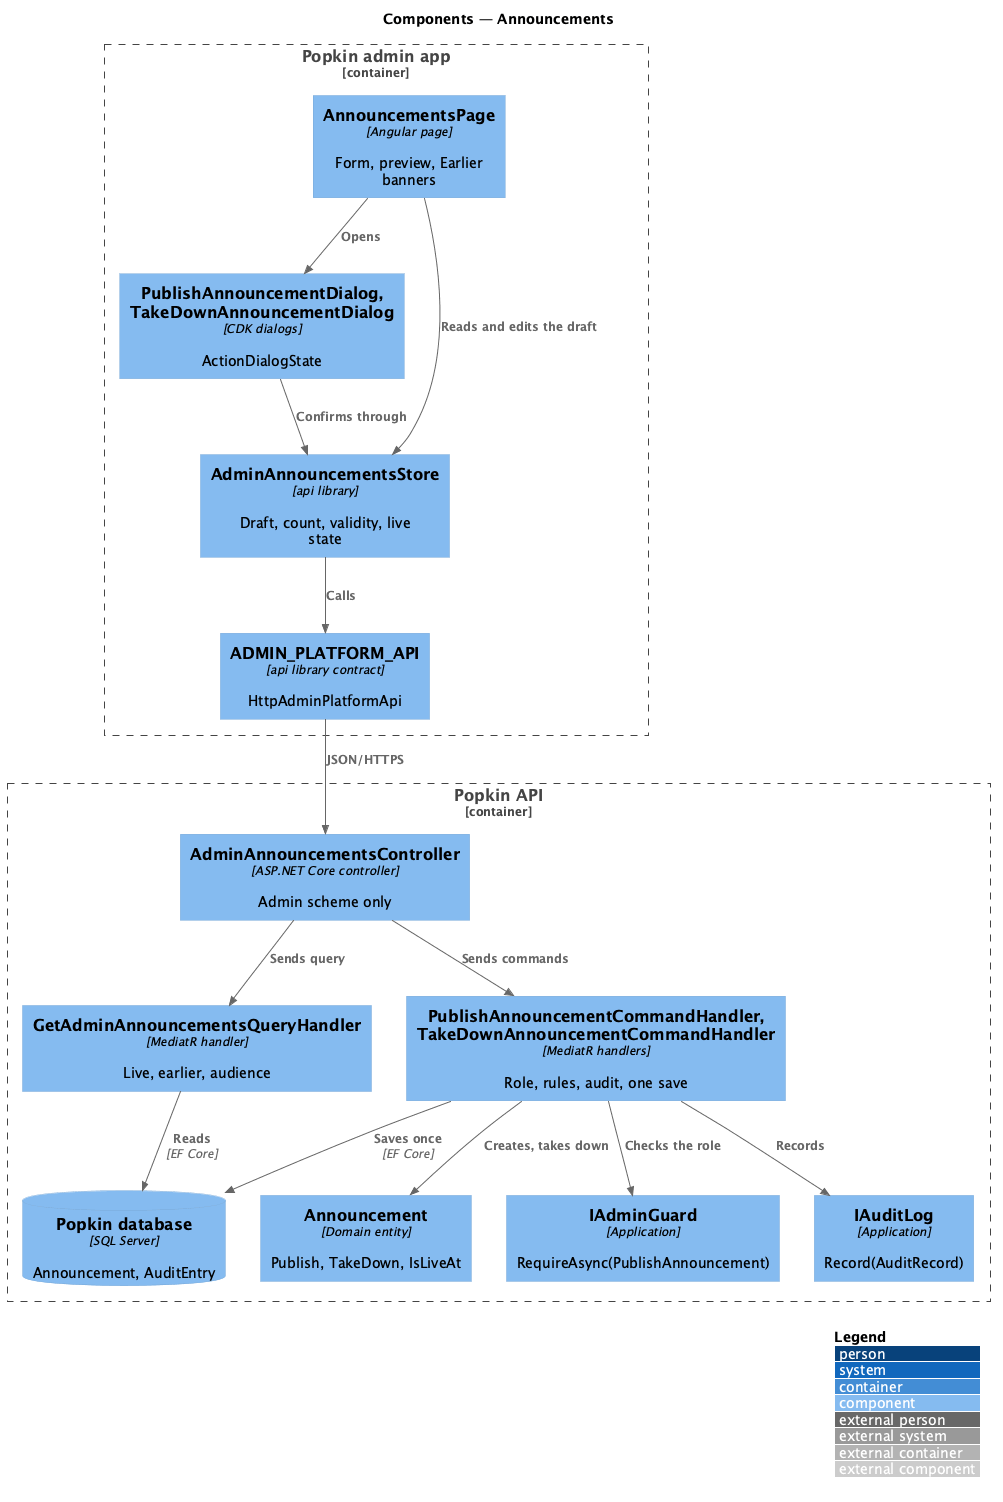 Components — Announcements
Popkin admin app
[container]
AnnouncementsPage
[Angular page]
Form, preview, Earlier
banners
Opens
Reads and edits the draft
PublishAnnouncementDialog,
TakeDownAnnouncementDialog
[CDK dialogs]
ActionDialogState
Confirms through
AdminAnnouncementsStore
[api library]
Draft, count, validity, live
state
Calls
ADMIN_PLATFORM_API
[api library contract]
HttpAdminPlatformApi
JSON/HTTPS
Popkin API
[container]
AdminAnnouncementsController
[ASP.NET Core controller]
Admin scheme only
Sends query
Sends commands
GetAdminAnnouncementsQueryHandler
[MediatR handler]
Live, earlier, audience
PublishAnnouncementCommandHandler,
TakeDownAnnouncementCommandHandler
[MediatR handlers]
Role, rules, audit, one save
Reads
[EF Core]
Saves once
[EF Core]
Creates, takes down
Checks the role
Records
Popkin database
[SQL Server]
Announcement, AuditEntry
Announcement
[Domain entity]
Publish, TakeDown, IsLiveAt
IAdminGuard
[Application]
RequireAsync(PublishAnnouncement)
IAuditLog
[Application]
Record(AuditRecord)
Legend
person
system
container
component
external person
external system
external container
external component